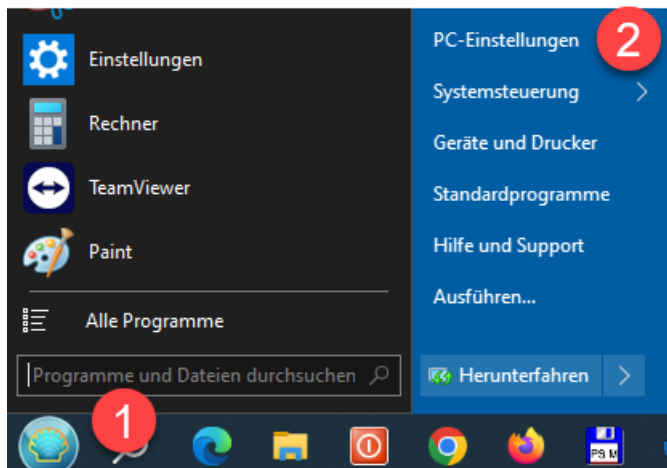 Einstellungen
Rechner
TeamViewer
Paint
Alle Programme
Programme und Dateien durchsuchen
1
PC-Einstellungen
2
Systemsteuerung
Geräte und Drucker
Standardprogramme
Hilfe und Support
Ausführen...
Herunterfahren
PS M